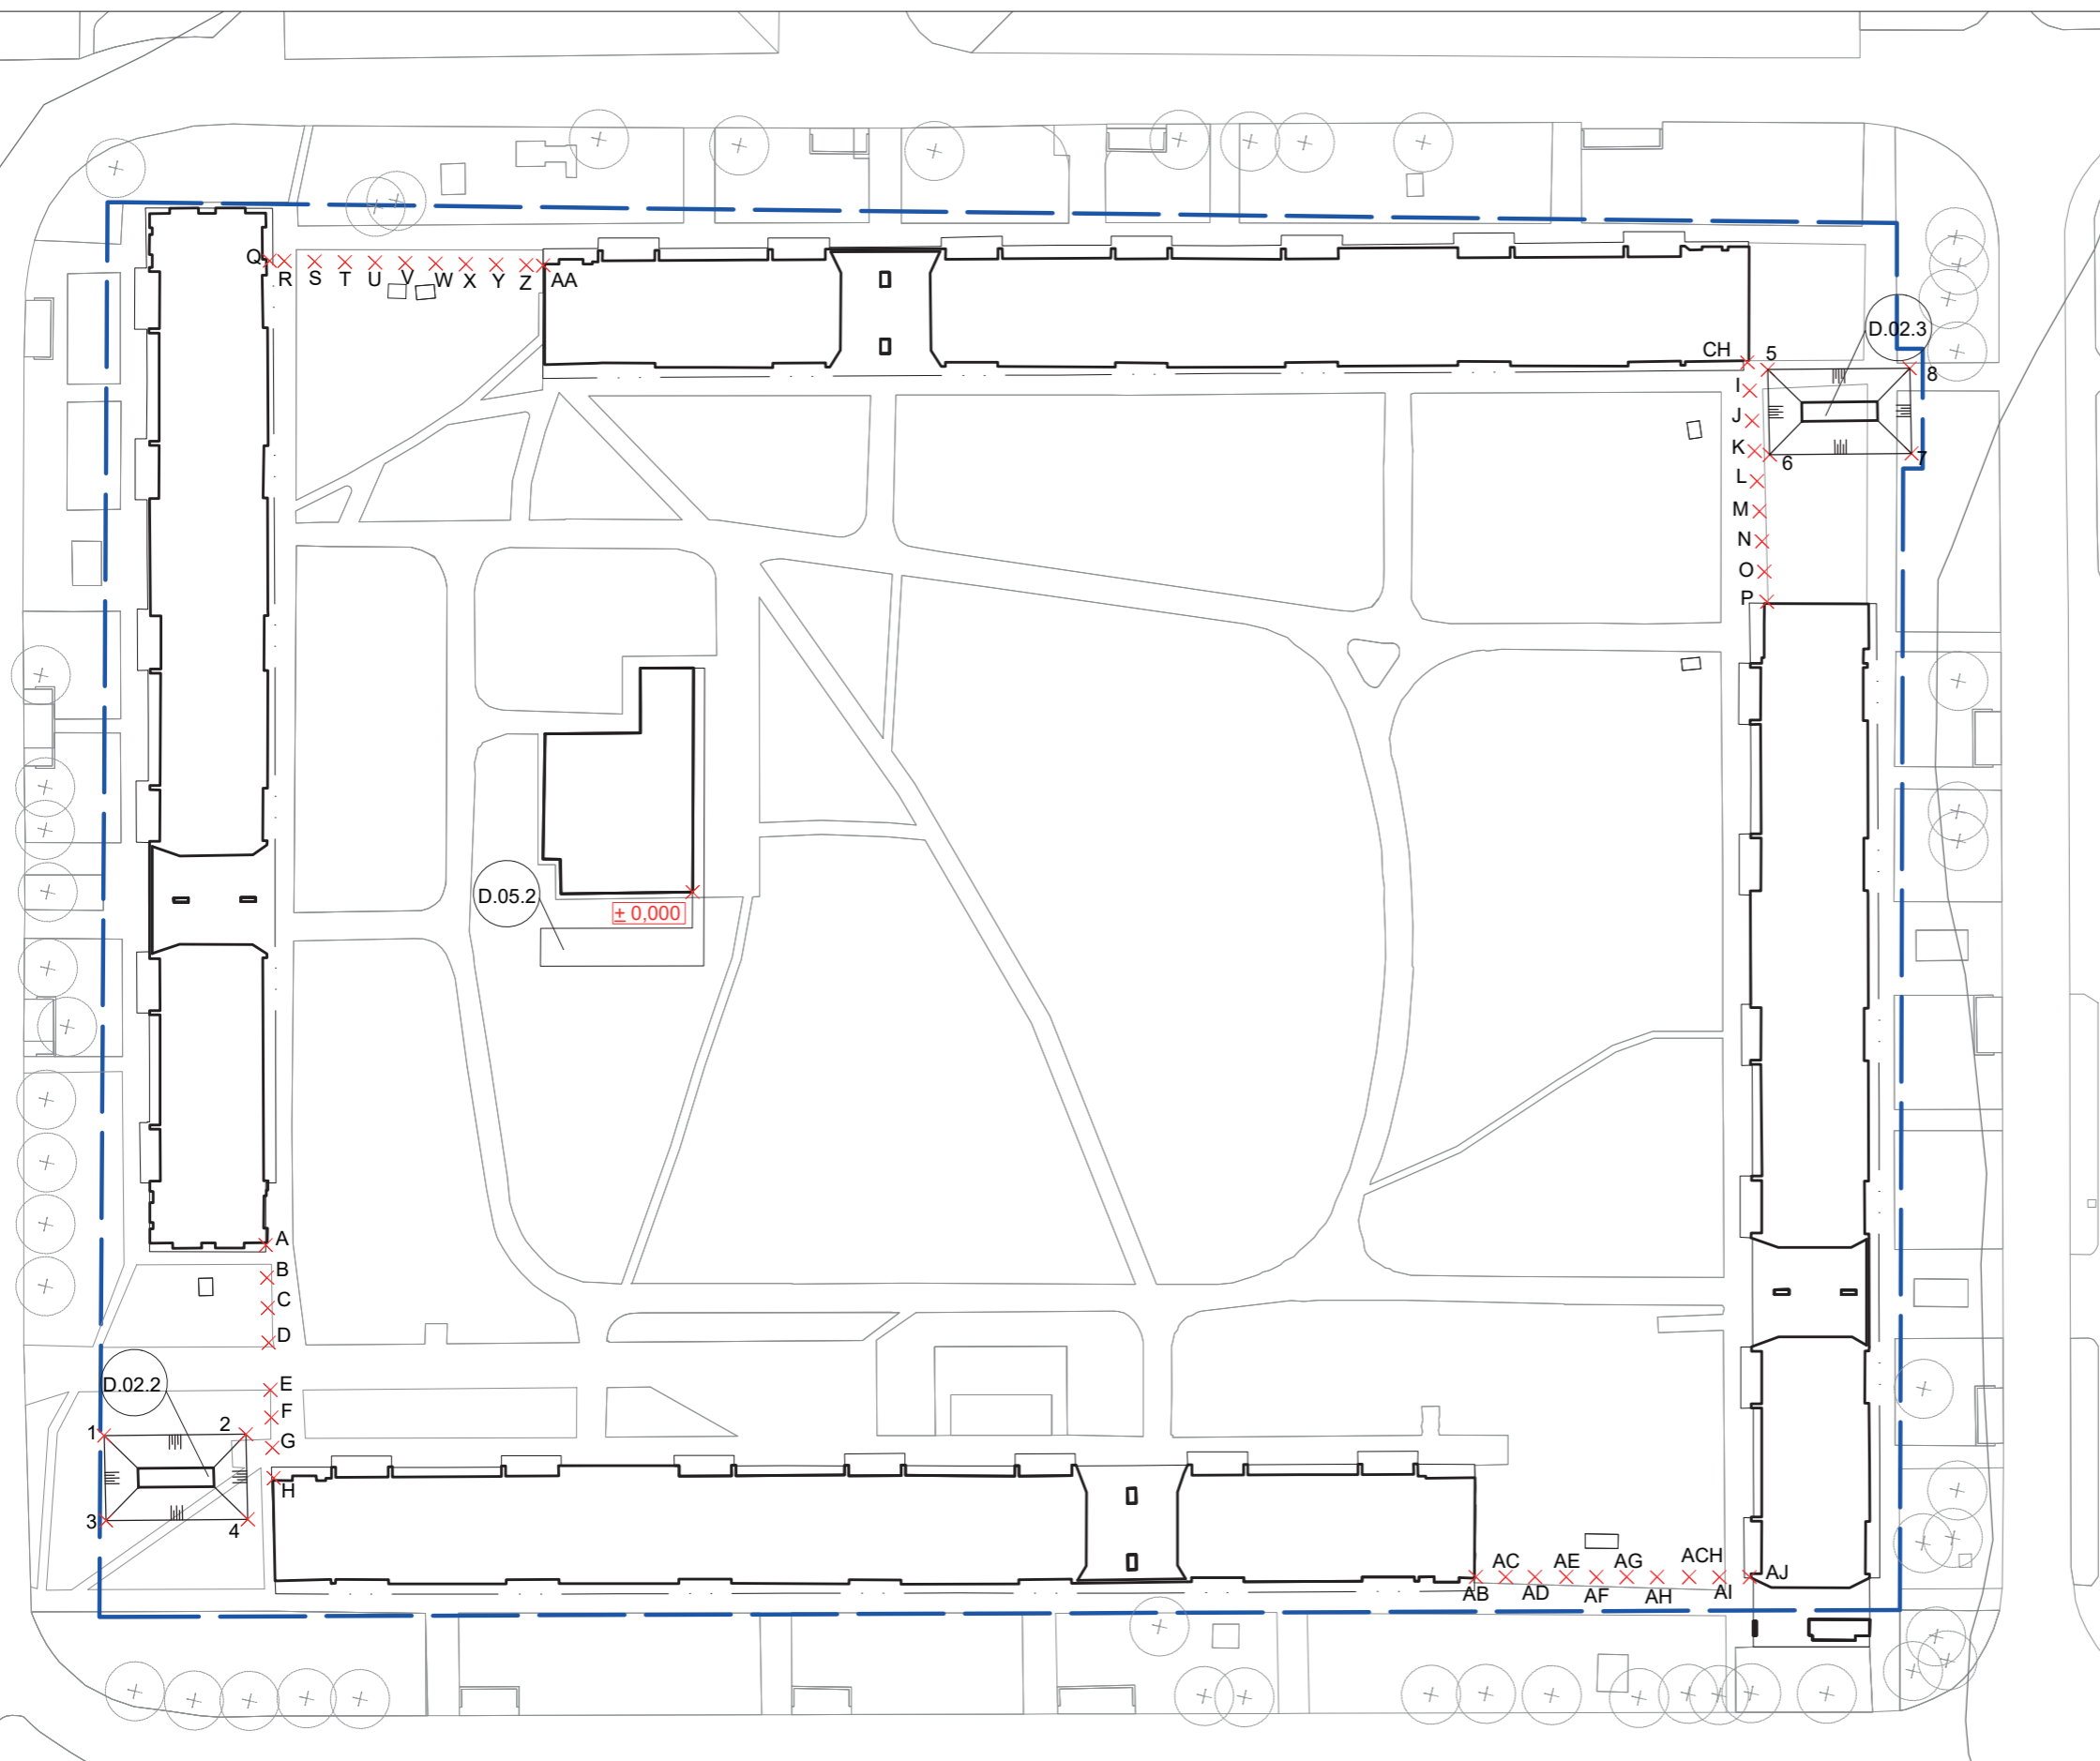 Q
R
S
T
U
V
W
X
Y
Z
AA
D.02.3
CH
5
8
I
J
K
6
7
L
M
N
O
P
D.05.2
± 0,000
A
B
C
D
D.02.2
E
F
1
2
G
H
3
4
AC
AE
AG
ACH
AJ
AB
AD
AF
AH
AI